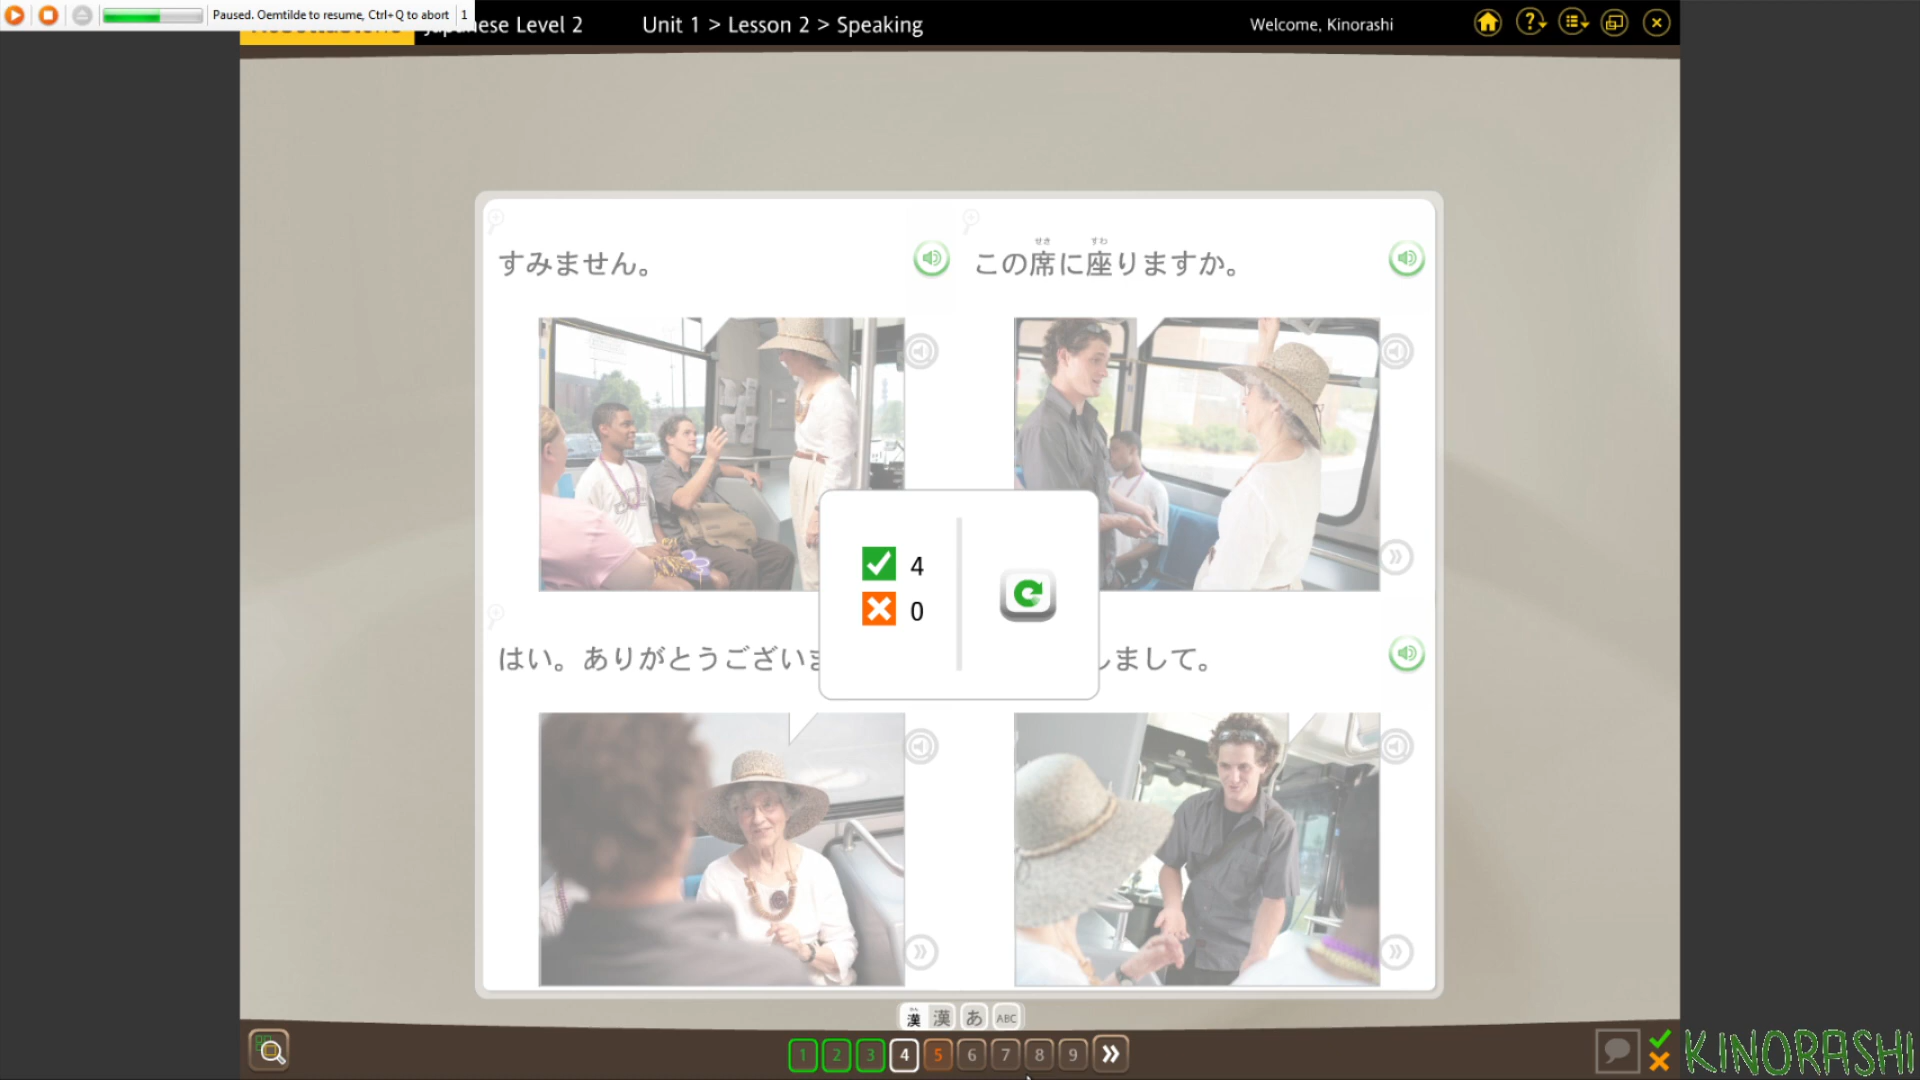 Paused. Oemtilde to resume, Ctrl+Q to abort 1
Japanese Level 2
Unit 1 > Lesson 2 > Speaking
Welcome, Kinorashi
すみません。
せき すわ
この席に座りますか。
4
0
はい。ありがとうございま
しまして。
漢 漢 あ ABC
1 2 3 4 5 6 7 8 9
KINORASHI